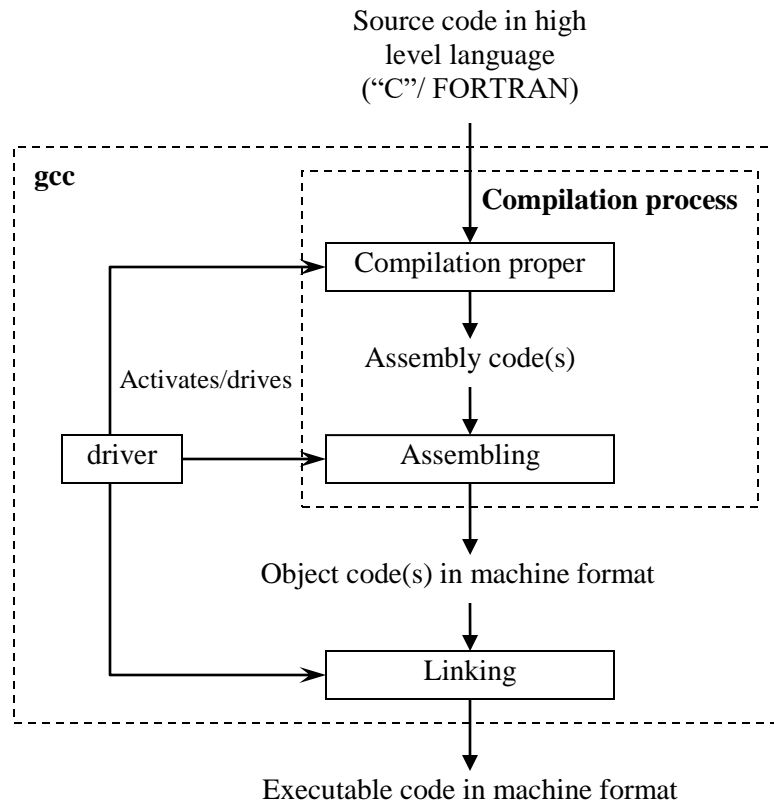 Source code in high
level language
(“C”/ FORTRAN)
gcc
Compilation process
Compilation proper
Assembly code(s)
Activates/drives
driver
Assembling
Object code(s) in machine format
Linking
Executable code in machine format